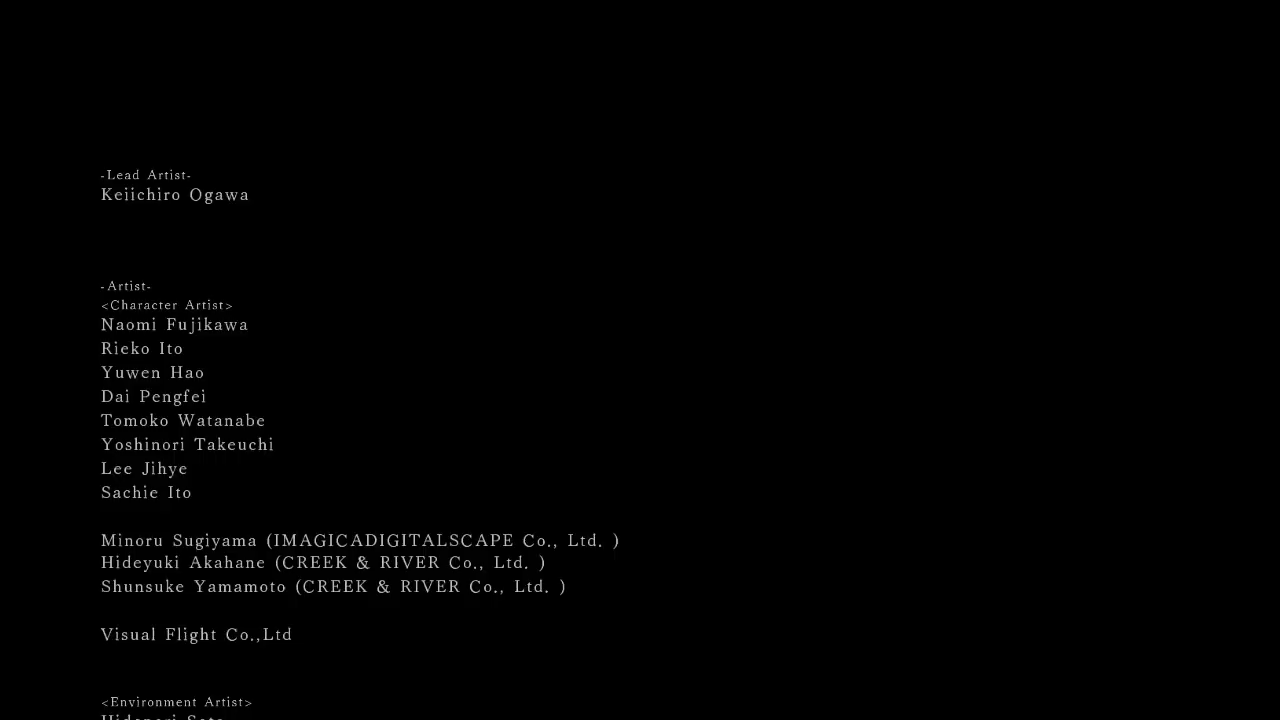 -Lead Artist-
Keiichiro Ogawa
-Artist-
<Character Artist>
Naomi Fujikawa
Rieko Ito
Yuwen Hao
Dai Pengfei
Tomoko Watanabe
Yoshinori Takeuchi
Lee Jihye
Sachie Ito
Minoru Sugiyama (IMAGICADIGITALSCAPE Co., Ltd. )
Hideyuki Akahane (CREEK & RIVER Co., Ltd. )
Shunsuke Yamamoto (CREEK & RIVER Co., Ltd. )
Visual Flight Co.,Ltd
<Environment Artist>